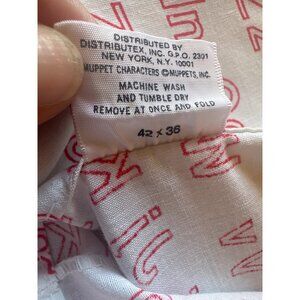 DISTRIBUTED BY
DISTRIBUTEX, INC. G.P.O. 2301
NEW YORK, N.Y. 10001
MUPPET CHARACTERS ©MUPPETS, INC.
MACHINE WASH
AND TUMBLE DRY
REMOVE AT ONCE AND FOLD
42 x 36